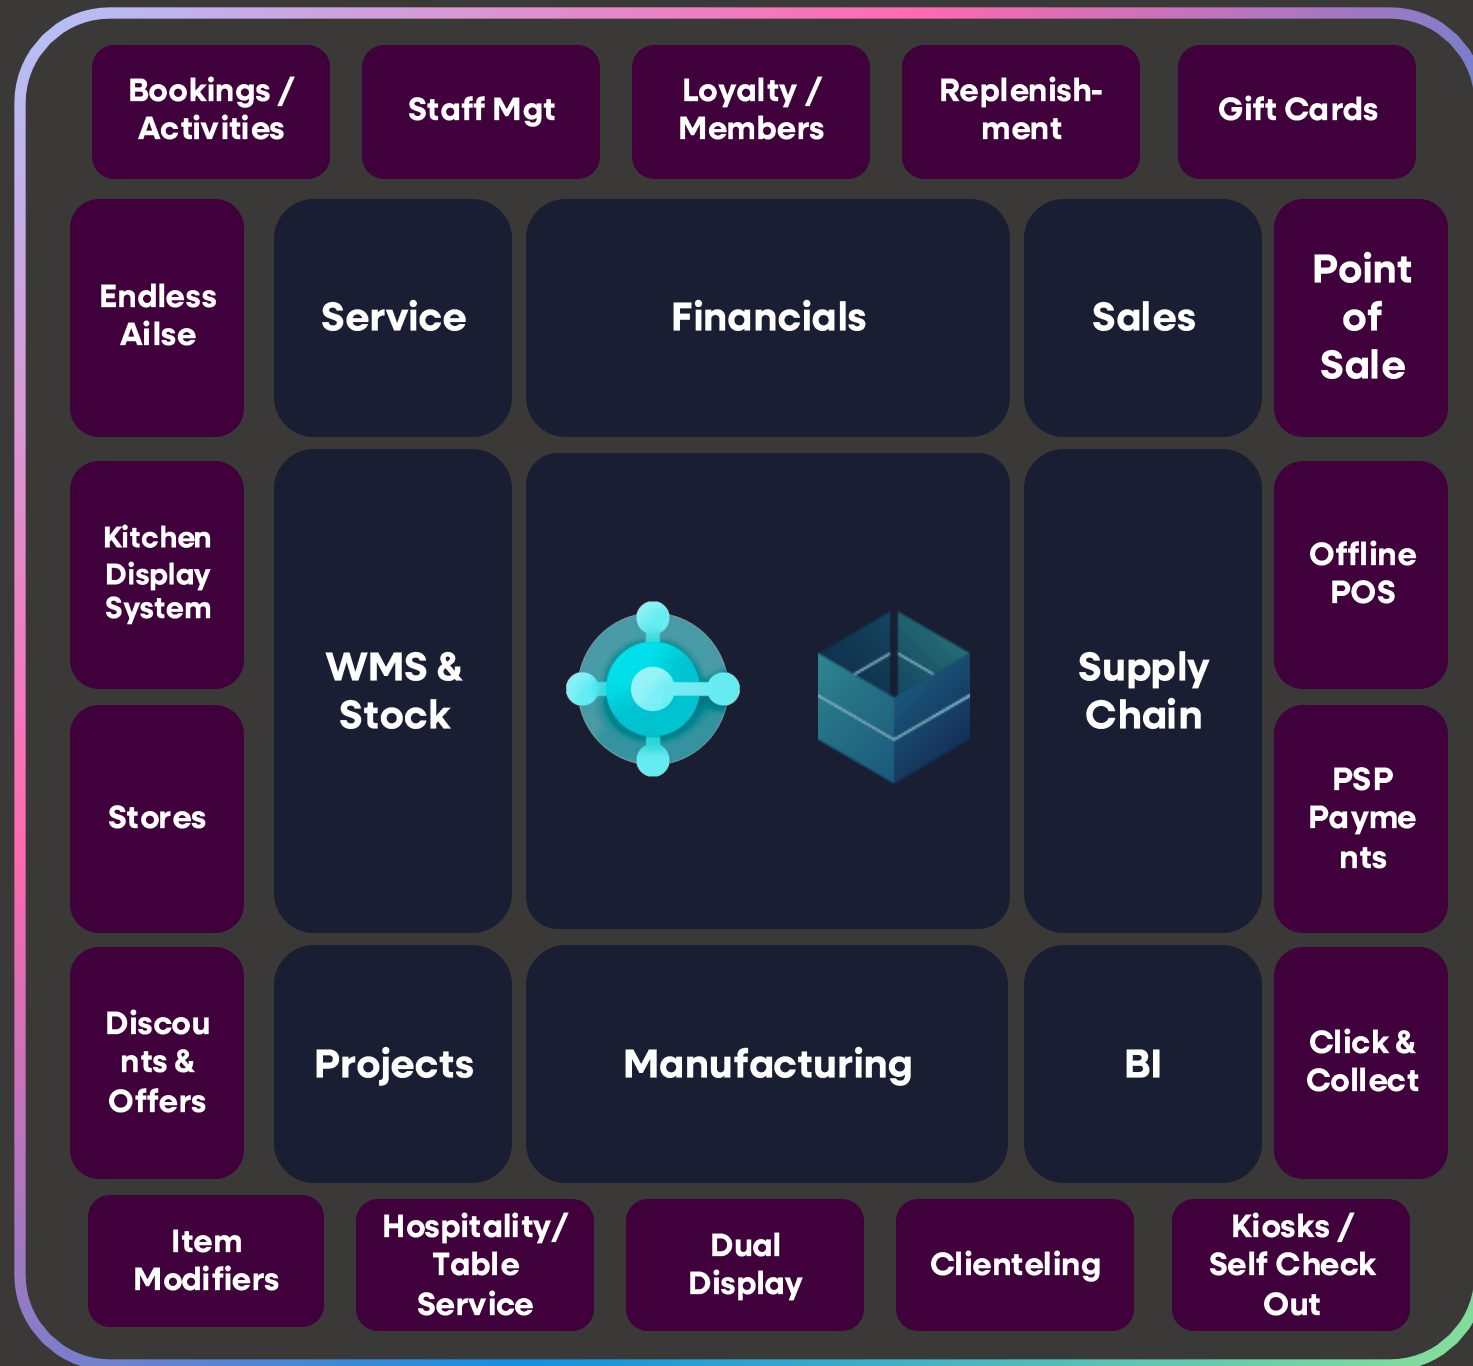 Bookings /
Activities
Staff Mgt
Loyalty /
Members
Replenish-
ment
Gift Cards
Endless
Ailse
Service
Financials
Sales
Point
of
Sale
Kitchen
Display
System
WMS &
Stock
Supply
Chain
Offline
POS
Stores
PSP
Payme
nts
Discou
nts &
Offers
Projects
Manufacturing
BI
Click &
Collect
Item
Modifiers
Hospitality/
Table
Service
Dual
Display
Clienteling
Kiosks /
Self Check
Out